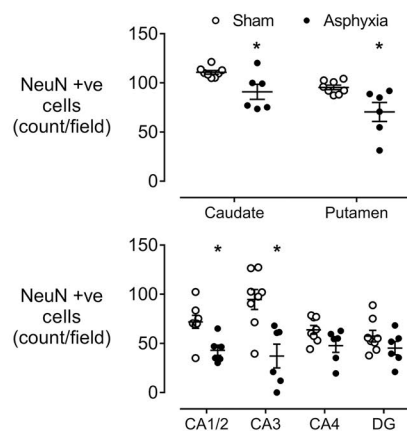 Sham
Asphyxia
150
100
50
0
NeuN +ve
cells
(count/field)
*
*
Caudate
Putamen
150
100
50
0
NeuN +ve
cells
(count/field)
*
*
CA1/2
CA3
CA4
DG